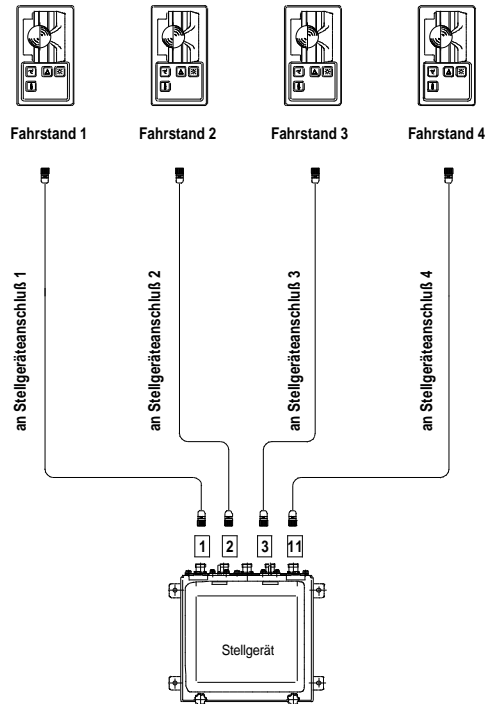 Fahrstand 1
Fahrstand 2
Fahrstand 3
Fahrstand 4
an Stellgeräteanschluß 1
an Stellgeräteanschluß 2
an Stellgeräteanschluß 3
an Stellgeräteanschluß 4
1
2
3
11
Stellgerät